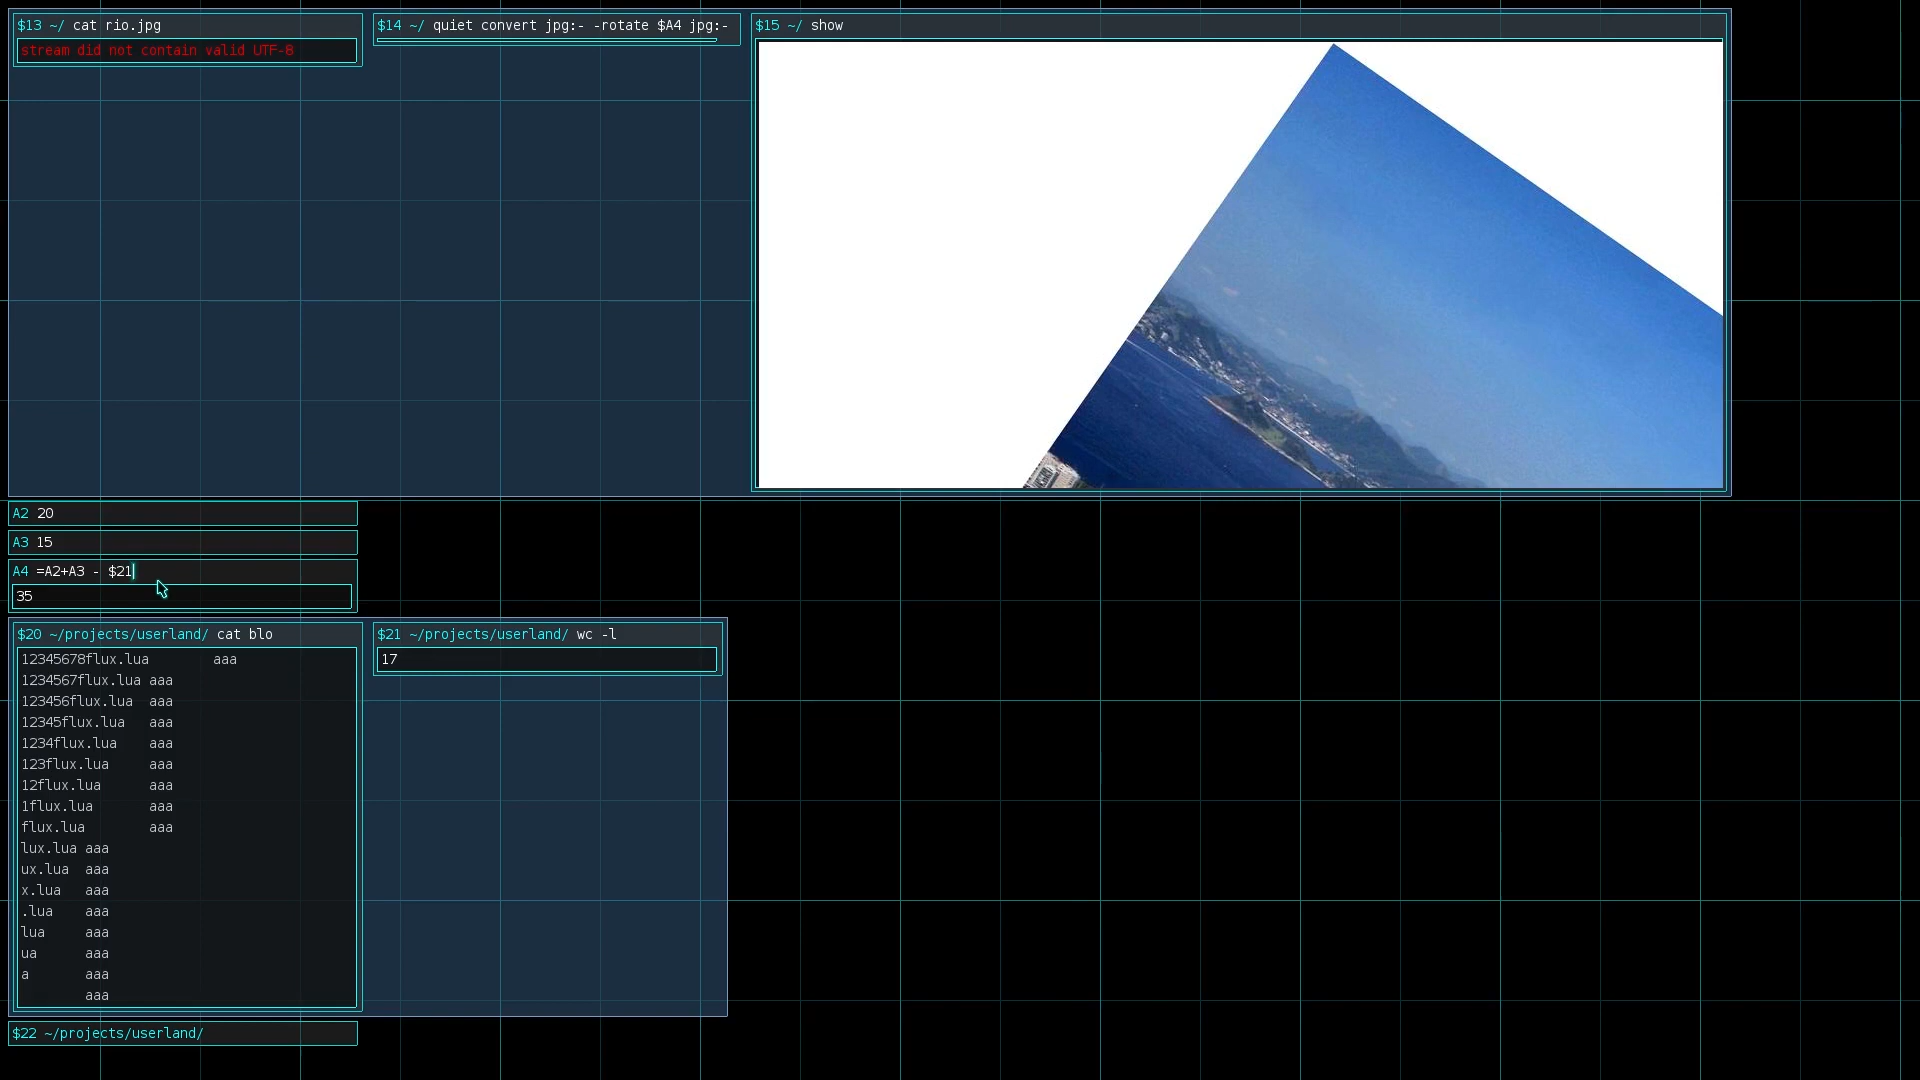 $13 ~/ cat rio.jpg
stream did not contain valid UTF-8
$14 ~/ quiet convert jpg:- -rotate $A4 jpg:-
$15 ~/ show
A2 20
A3 15
A4 =A2+A3 - $21
35
$20 ~/projects/userland/ cat blo
12345678flux.lua aaa
1234567flux.lua aaa
123456flux.lua aaa
12345flux.lua aaa
1234flux.lua aaa
123flux.lua aaa
12flux.lua aaa
1flux.lua aaa
flux.lua aaa
lux.lua aaa
ux.lua aaa
x.lua aaa
.lua aaa
lua aaa
ua aaa
a aaa
aaa
$21 ~/projects/userland/ wc -l
17
$22 ~/projects/userland/